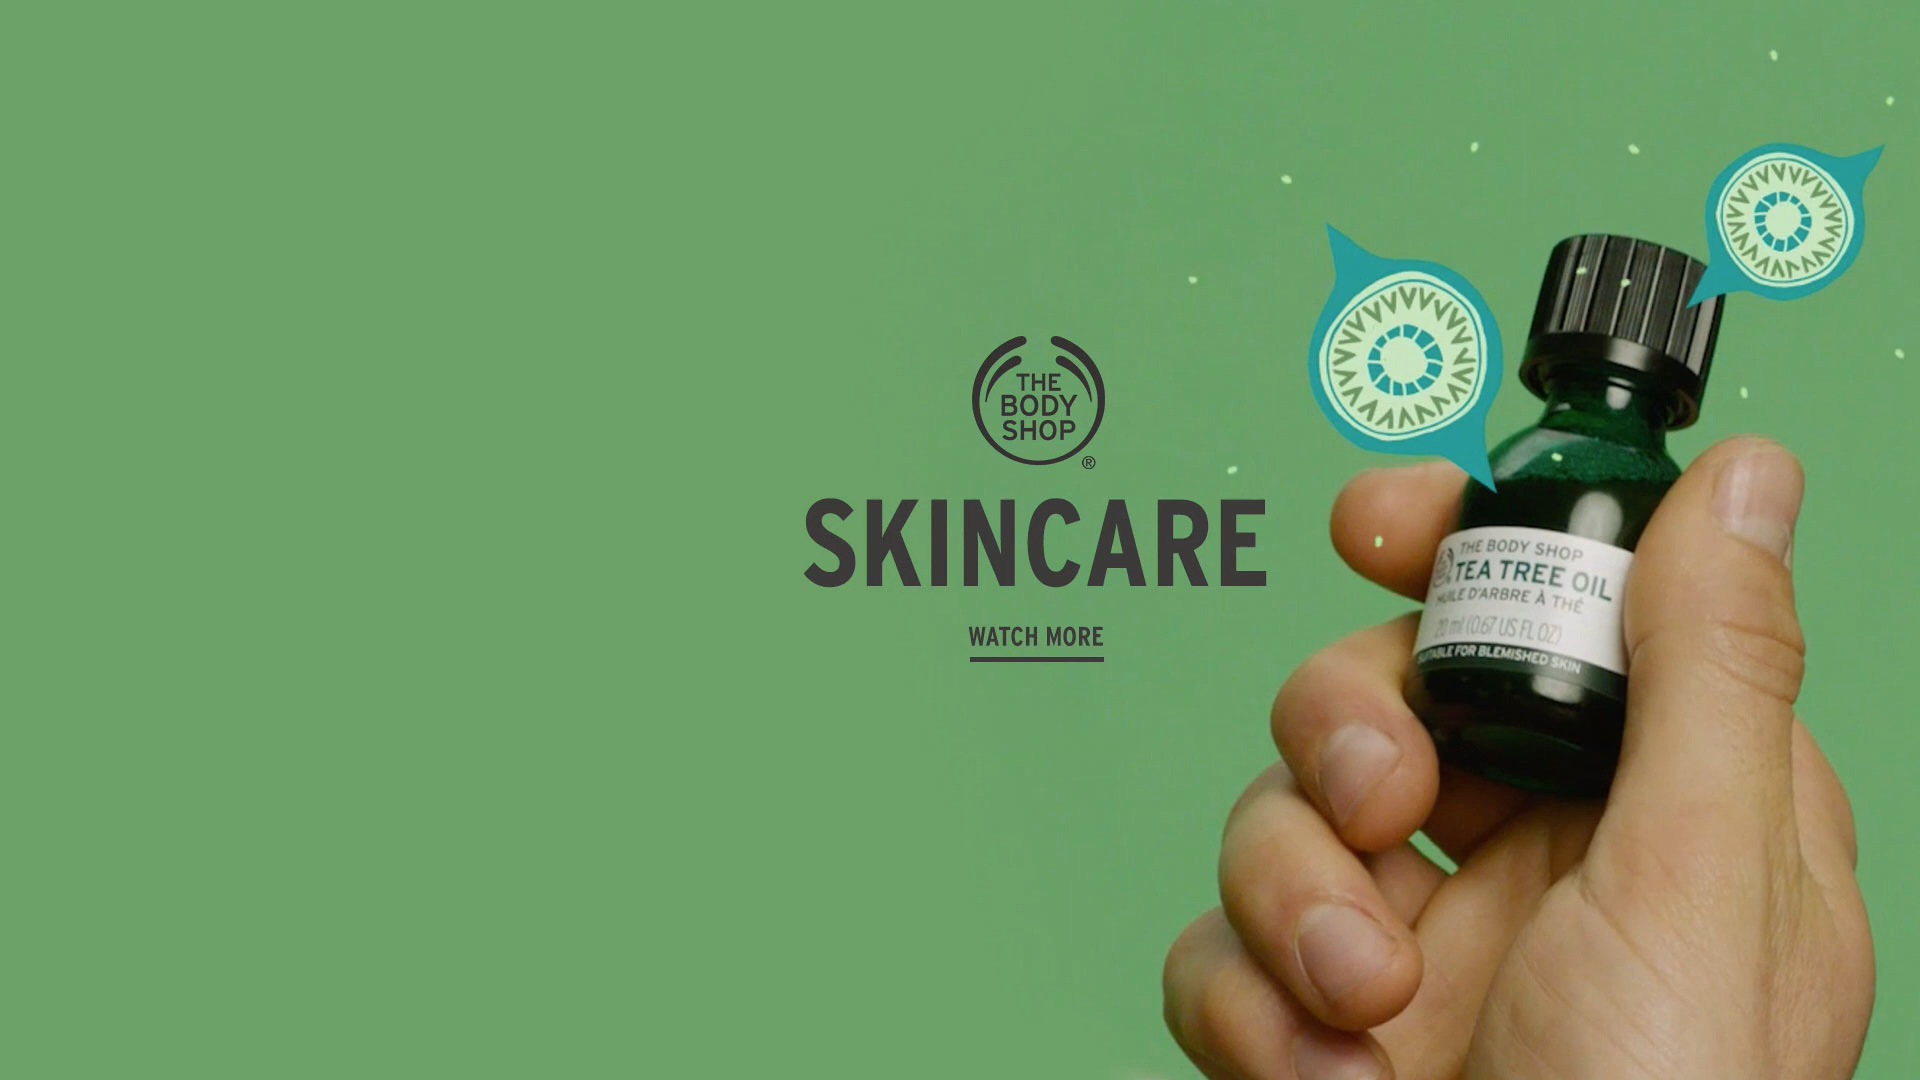 THE
BODY
SHOP
®
SKINCARE
WATCH MORE
THE BODY SHOP
TEA TREE OIL
HUILE D'ARBRE À THÉ
20 ml (0.67 US FL OZ)
SUITABLE FOR BLEMISHED SKIN